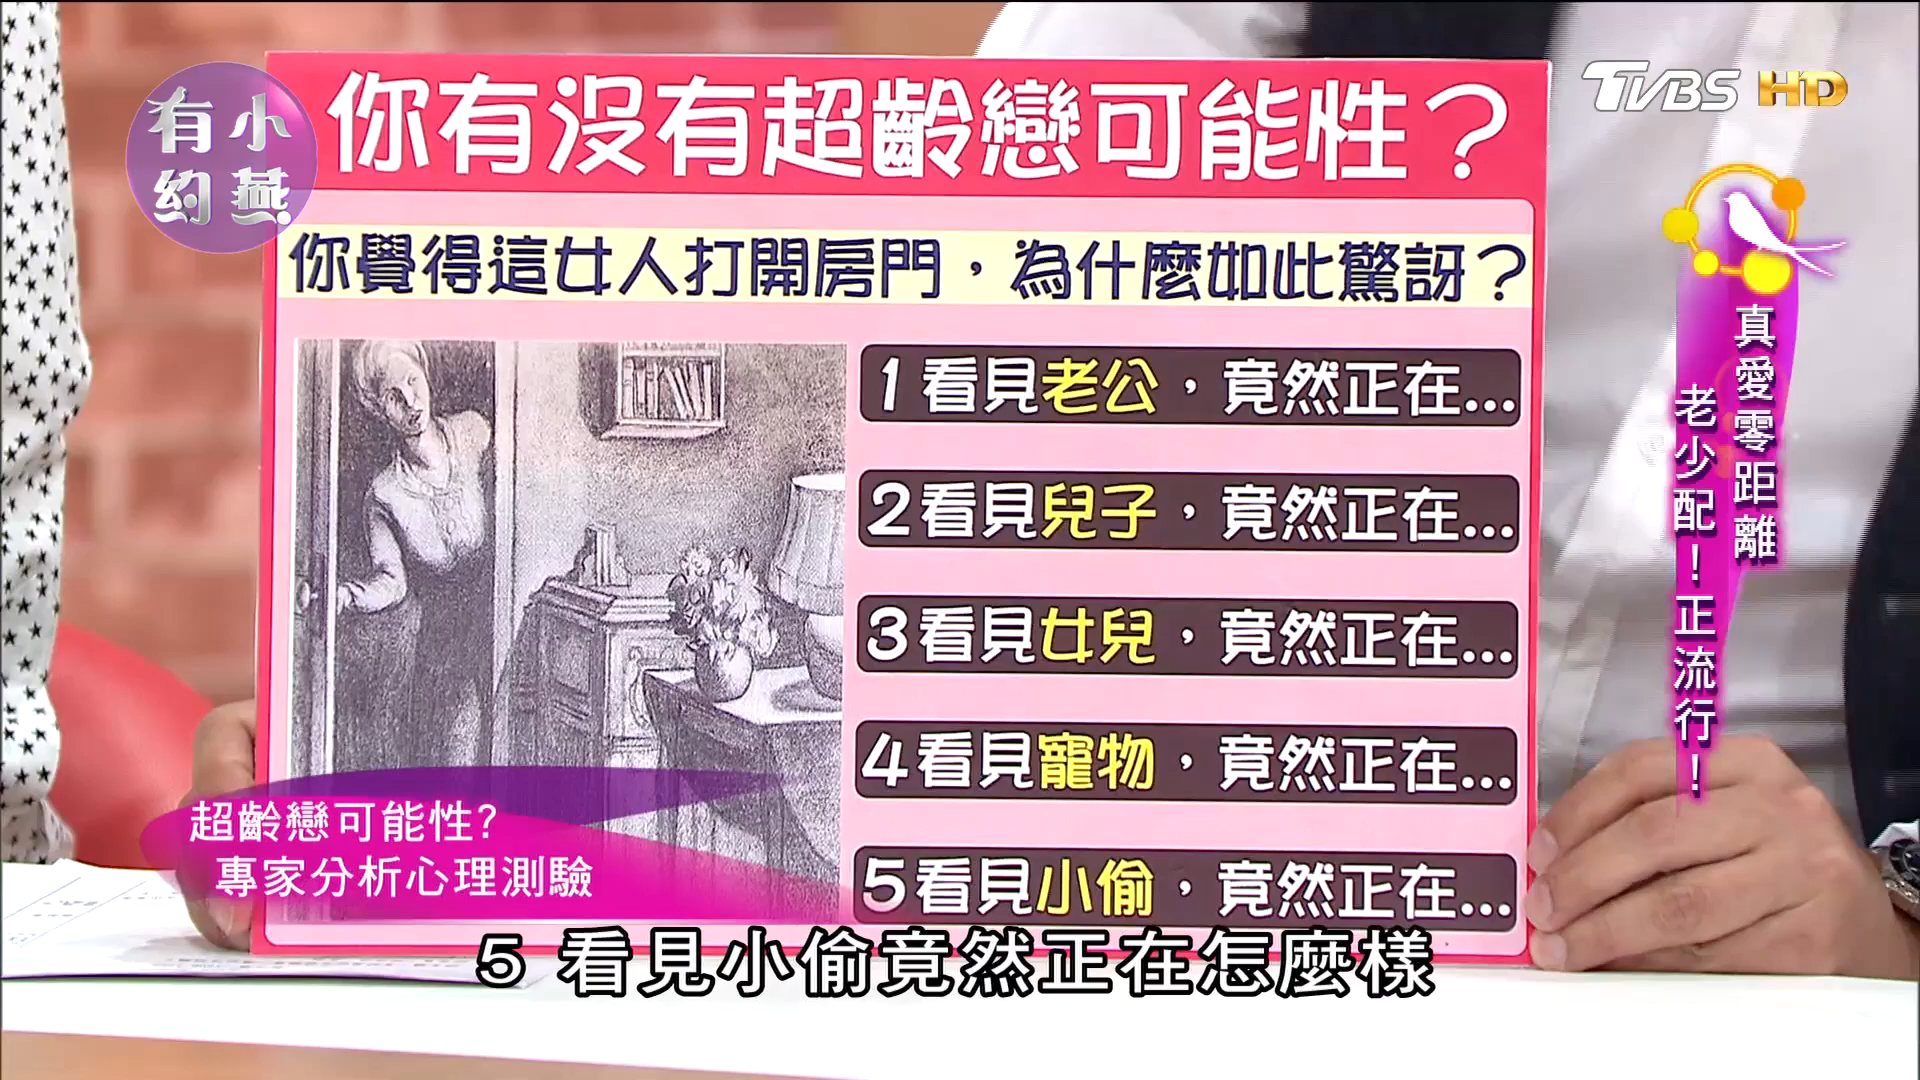 你有沒有超齡戀可能性？
TVBS HD
小燕
有約
你覺得這女人打開房門，為什麼如此驚訝？
1看見老公，竟然正在...
2看見兒子，竟然正在...
3看見女兒，竟然正在...
4看見寵物，竟然正在...
5看見小偷，竟然正在...
真愛零距離
老少配！正流行！
超齡戀可能性?
專家分析心理測驗
5 看見小偷竟然正在怎麼樣